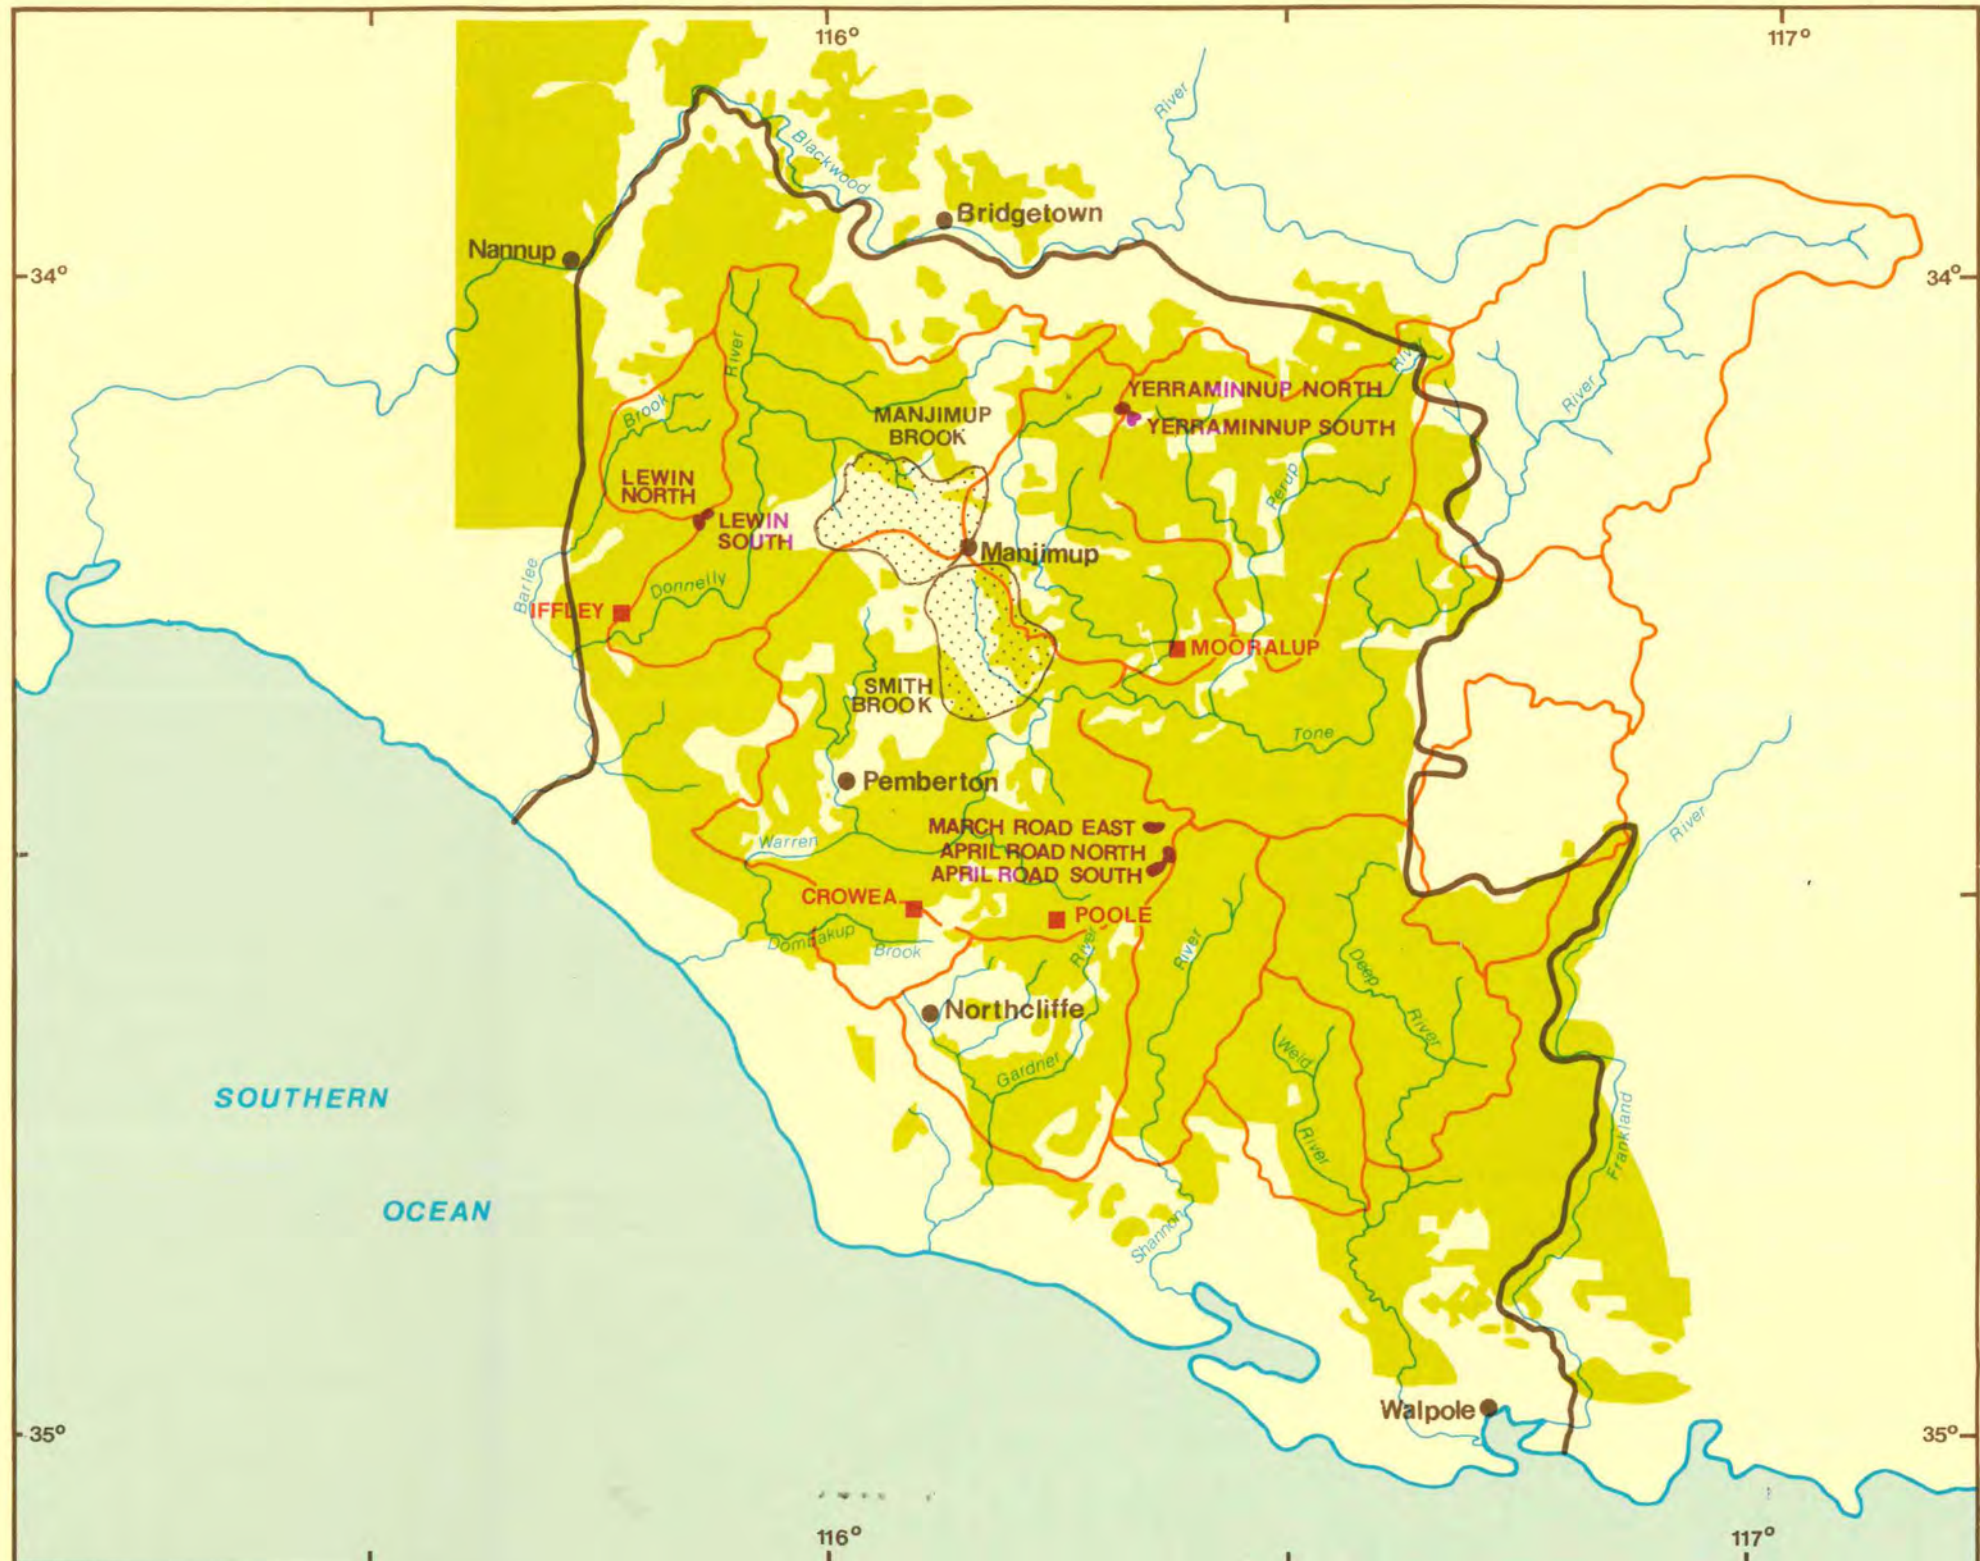 116°
117°
River
Blackwood
Bridgetown
Nannup
34°
34°
River
River
River
Brook
YERRAMINNUP NORTH
YERRAMINNUP SOUTH
MANJIMUP
BROOK
LEWIN
NORTH
LEWIN
SOUTH
Perup
Manjimup
Barlee
Donnelly
IFFLEY
MOORALUP
SMITH
BROOK
Tone
Pemberton
River
MARCH ROAD EAST
APRIL ROAD NORTH
APRIL ROAD SOUTH
Warren
CROWEA
POOLE
Dombakup
Brook
River
River
Deep
River
Northcliffe
Gardner
Weld
River
SOUTHERN
OCEAN
Frankland
Shannon
Walpole
35°
35°
116°
117°